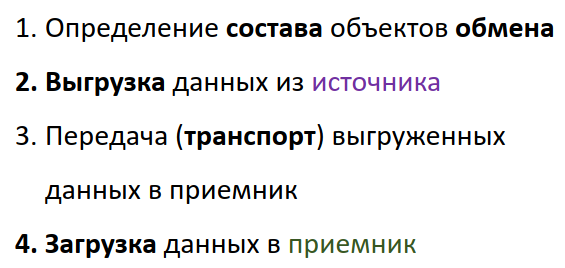 1. Определение состава объектов обмена
2. Выгрузка данных из источника
3. Передача (транспорт) выгруженных
данных в приемник
4. Загрузка данных в приемник